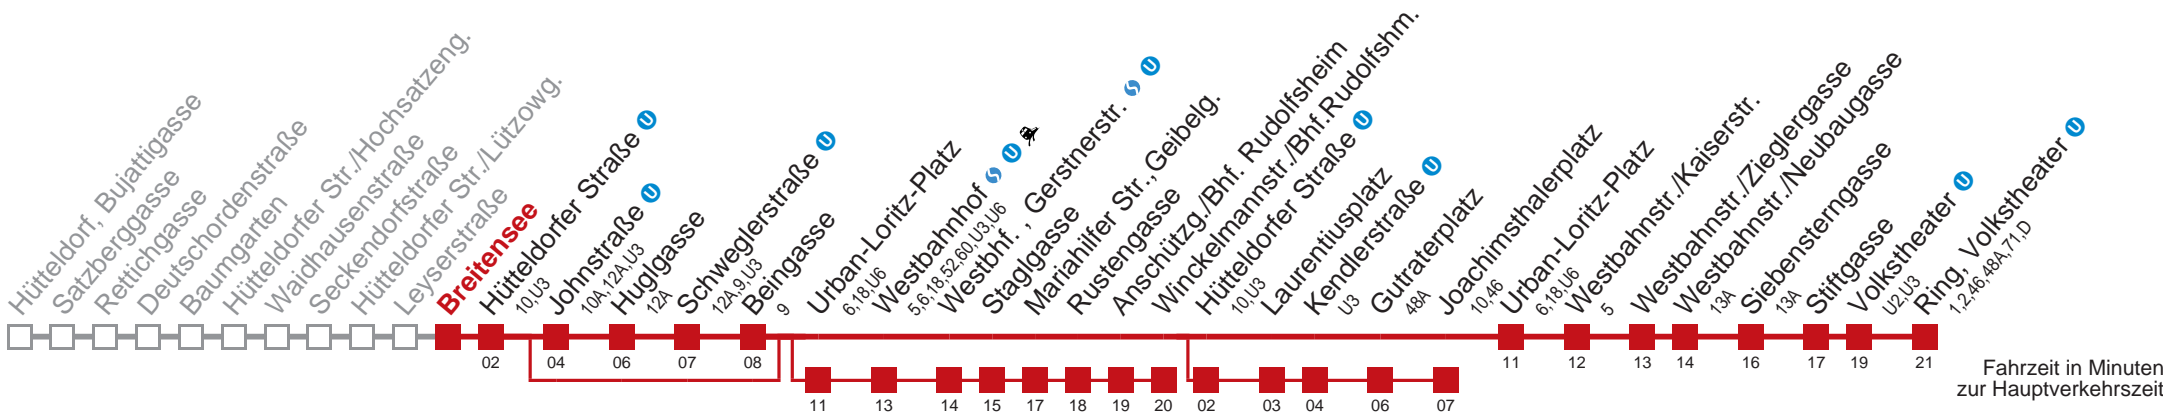 Hütteldorf, Bujattigasse
Satzberggasse
Rettichgasse
Deutschordenstraße
Baumgarten
Hütteldorfer Str./Hochsatzeng.
Waidhausenstraße
Seckendorfstraße
Hütteldorfer Str./Lützowg.
Leyserstraße
Breitensee
Hütteldorfer Straße U
10,U3
Johnstraße U
10A,12A,U3
Huglgasse
12A
Schweglerstraße U
12A,9,U3
Beingasse
9
Urban-Loritz-Platz
6,18,U6
Westbahnhof S U
5,6,18,52,60,U3,U6
Westbhf. , Gerstnerstr. S U
Staglgasse
Mariahilfer Str., Geibelg.
Rustengasse
Anschützg./Bhf. Rudolfsheim
Winckelmannstr./Bhf.Rudolfshm.
Hütteldorfer Straße U
10,U3
Laurentiusplatz
Kendlerstraße U
U3
Gutraterplatz
48A
Joachimsthalerplatz
10,46
Urban-Loritz-Platz
6,18,U6
Westbahnstr./Kaiserstr.
5
Westbahnstr./Zieglergasse
Westbahnstr./Neubaugasse
13A
Siebensterngasse
13A
Stiftgasse
Volkstheater U
U2,U3
Ring, Volkstheater U
1,2,46,48A,71,D
02 04 06 07 08 11 12 13 14 16 17 19 21
11 13 14 15 17 18 19 20 02 03 04 06 07
Fahrzeit in Minuten
zur Hauptverkehrszeit